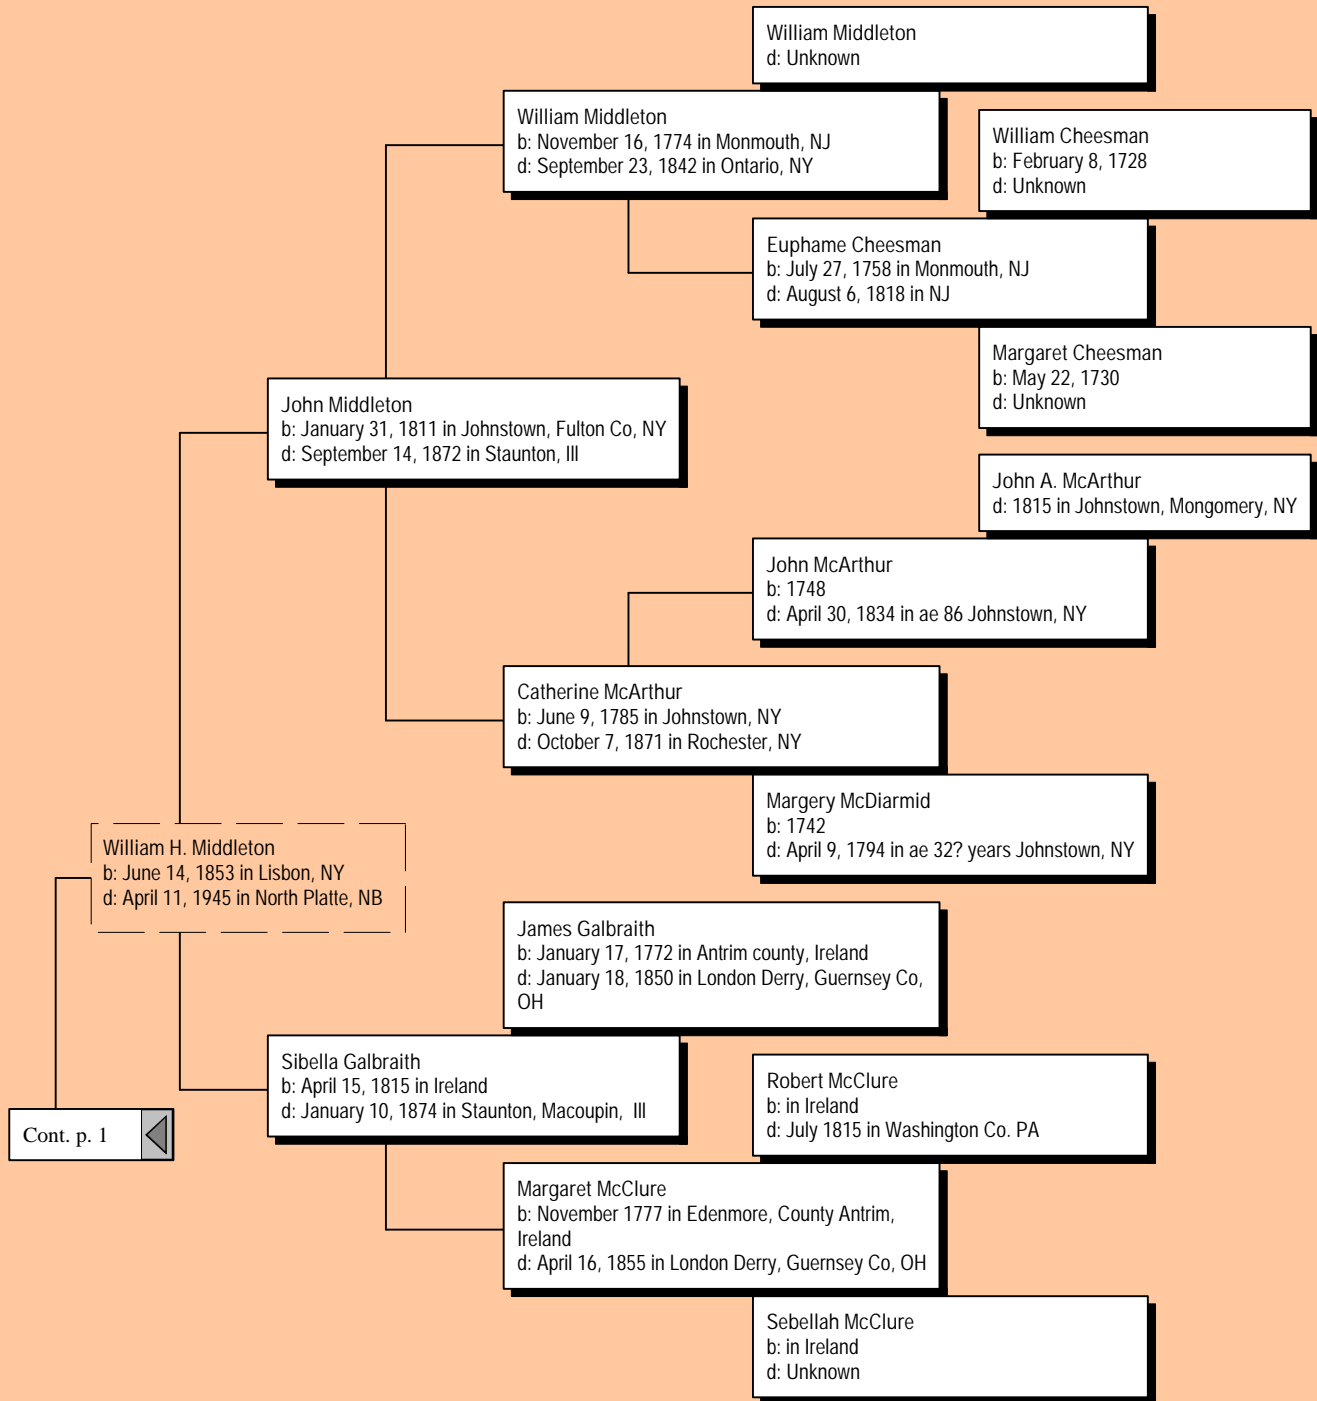 William Middleton
d: Unknown
William Middleton
b: November 16, 1774 in Monmouth, NJ
d: September 23, 1842 in Ontario, NY
William Cheesman
b: February 8, 1728
d: Unknown
Euphame Cheesman
b: July 27, 1758 in Monmouth, NJ
d: August 6, 1818 in NJ
Margaret Cheesman
b: May 22, 1730
d: Unknown
John Middleton
b: January 31, 1811 in Johnstown, Fulton Co, NY
d: September 14, 1872 in Staunton, Ill
John A. McArthur
d: 1815 in Johnstown, Mongomery, NY
John McArthur
b: 1748
d: April 30, 1834 in ae 86 Johnstown, NY
Catherine McArthur
b: June 9, 1785 in Johnstown, NY
d: October 7, 1871 in Rochester, NY
Margery McDiarmid
b: 1742
d: April 9, 1794 in ae 32? years Johnstown, NY
William H. Middleton
b: June 14, 1853 in Lisbon, NY
d: April 11, 1945 in North Platte, NB
James Galbraith
b: January 17, 1772 in Antrim county, Ireland
d: January 18, 1850 in London Derry, Guernsey Co,
OH
Sibella Galbraith
b: April 15, 1815 in Ireland
d: January 10, 1874 in Staunton, Macoupin, Ill
Robert McClure
b: in Ireland
d: July 1815 in Washington Co. PA
Cont. p. 1
Margaret McClure
b: November 1777 in Edenmore, County Antrim,
Ireland
d: April 16, 1855 in London Derry, Guernsey Co, OH
Sebellah McClure
b: in Ireland
d: Unknown